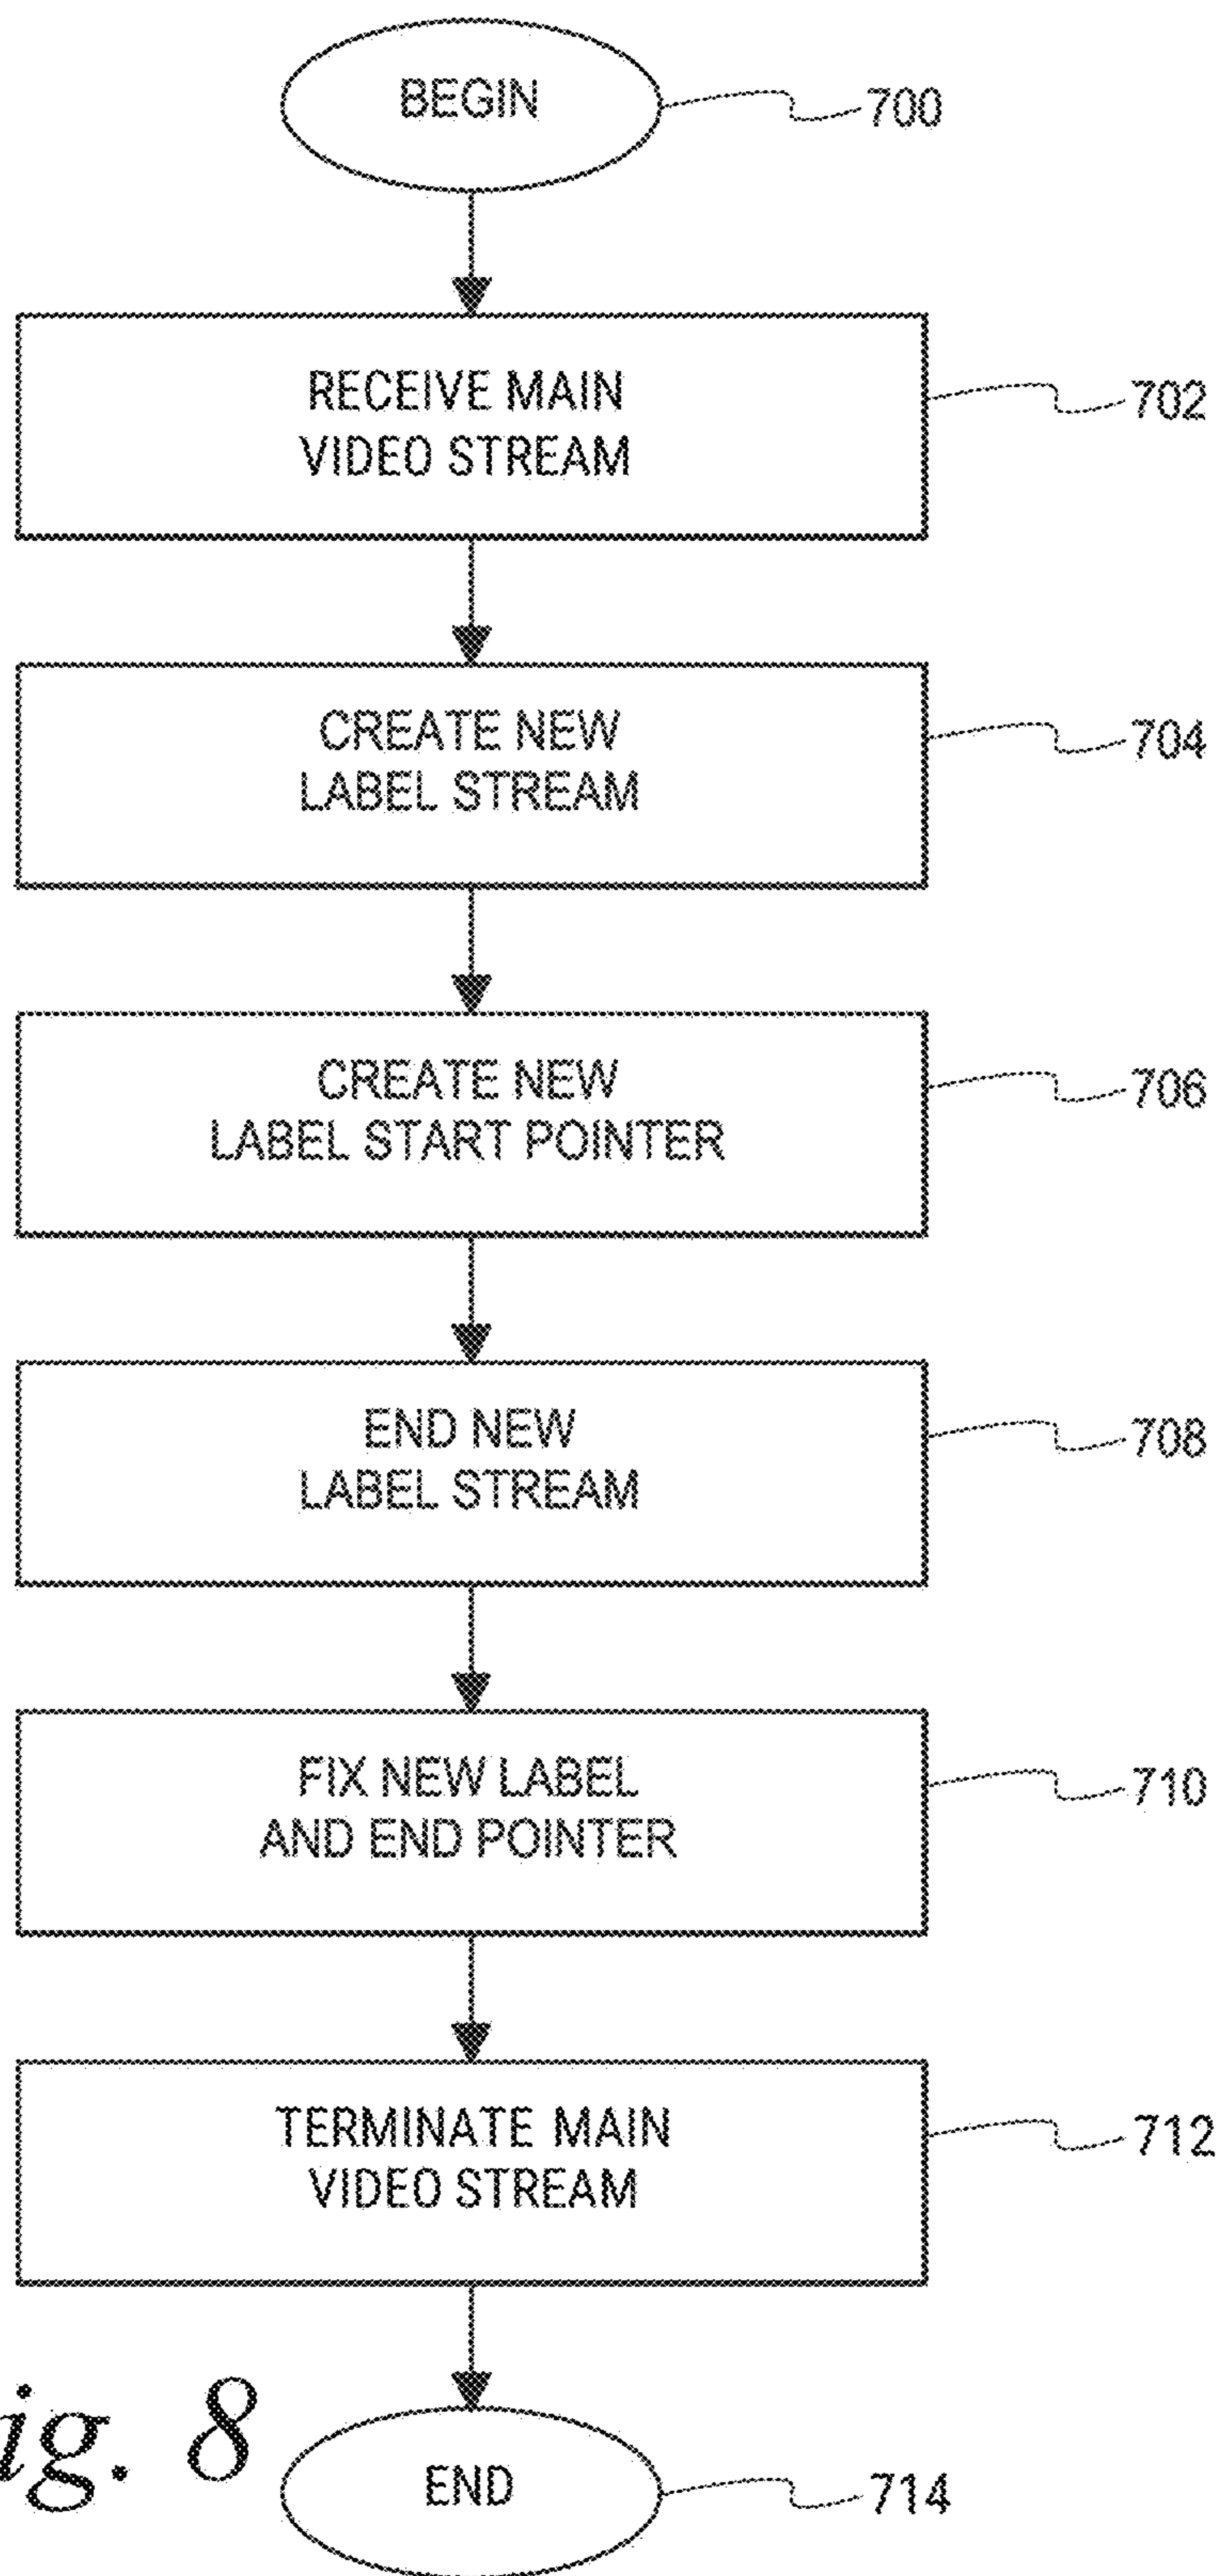 BEGIN
700
RECEIVE MAIN
VIDEO STREAM
702
CREATE NEW
LABEL STREAM
704
CREATE NEW
LABEL START POINTER
706
END NEW
LABEL STREAM
708
FIX NEW LABEL
AND END POINTER
710
TERMINATE MAIN
VIDEO STREAM
712
ig. 8
END
714